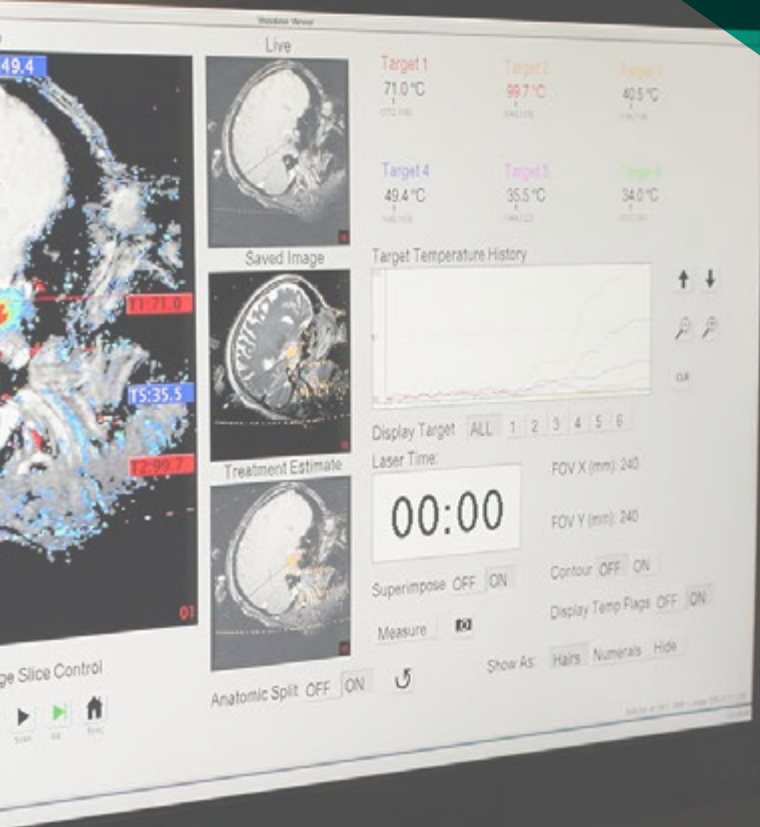 Live
49.4
Target 1
71.0 °C
99.7 °C
40.5 °C
Target 4
Target 5
49.4 °C
35.5 °C
34.0 °C
Saved Image
Target Temperature History
T1:71.0
T5:35.5
T2:99.7
CLR
Display Target ALL 1 2 3 4 5 6
Laser Time:
Treatment Estimate
FOV X (mm): 240
00:00
FOV Y (mm): 240
Superimpose OFF ON
Contour OFF ON
Display Temp Flags OFF ON
01
Measure
Show As: Hairs Numerals Hide
ge Slice Control
Anatomic Split OFF ON